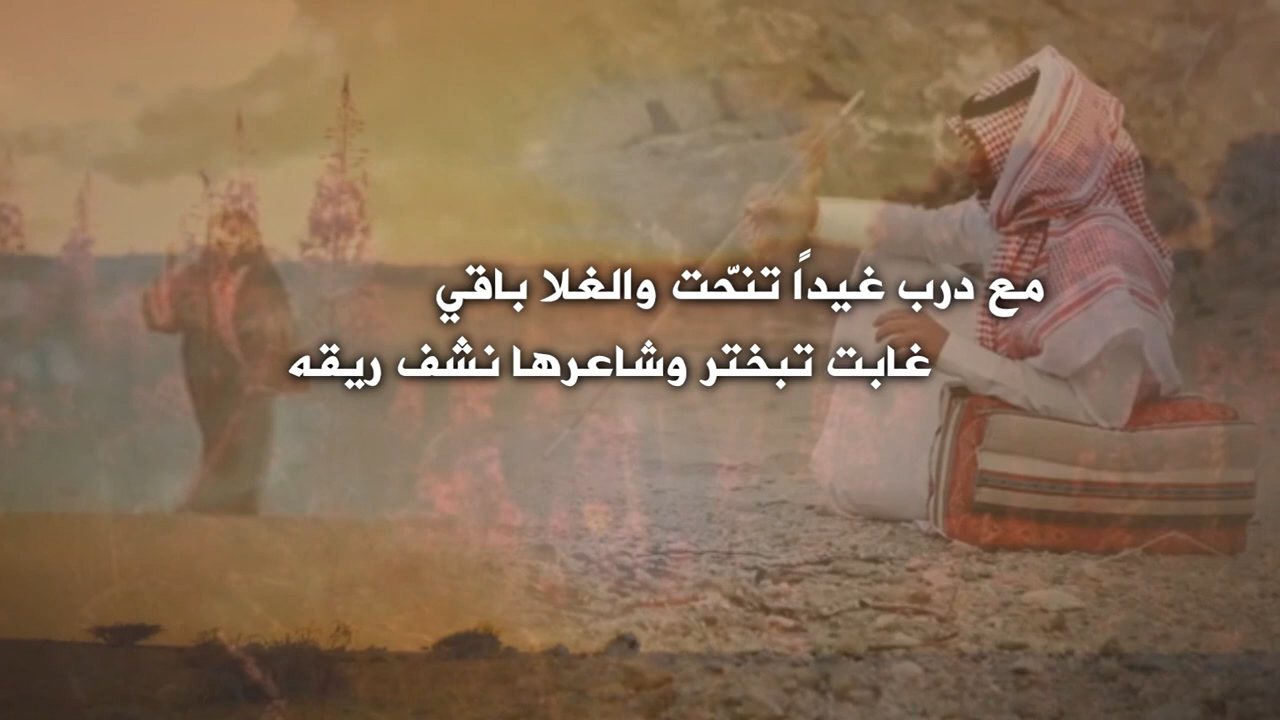 مع درب غيداً تنحّت والغلا باقي
غابت تبختر وشاعرها نشف ريقه